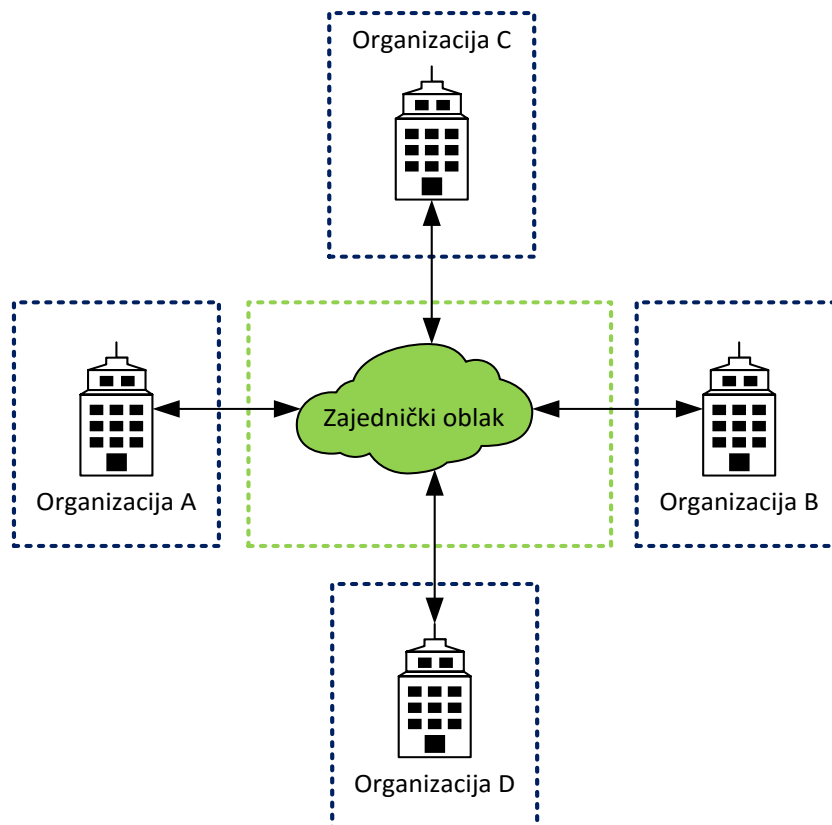 Organizacija C
Zajednički oblak
Organizacija A
Organizacija B
Organizacija D